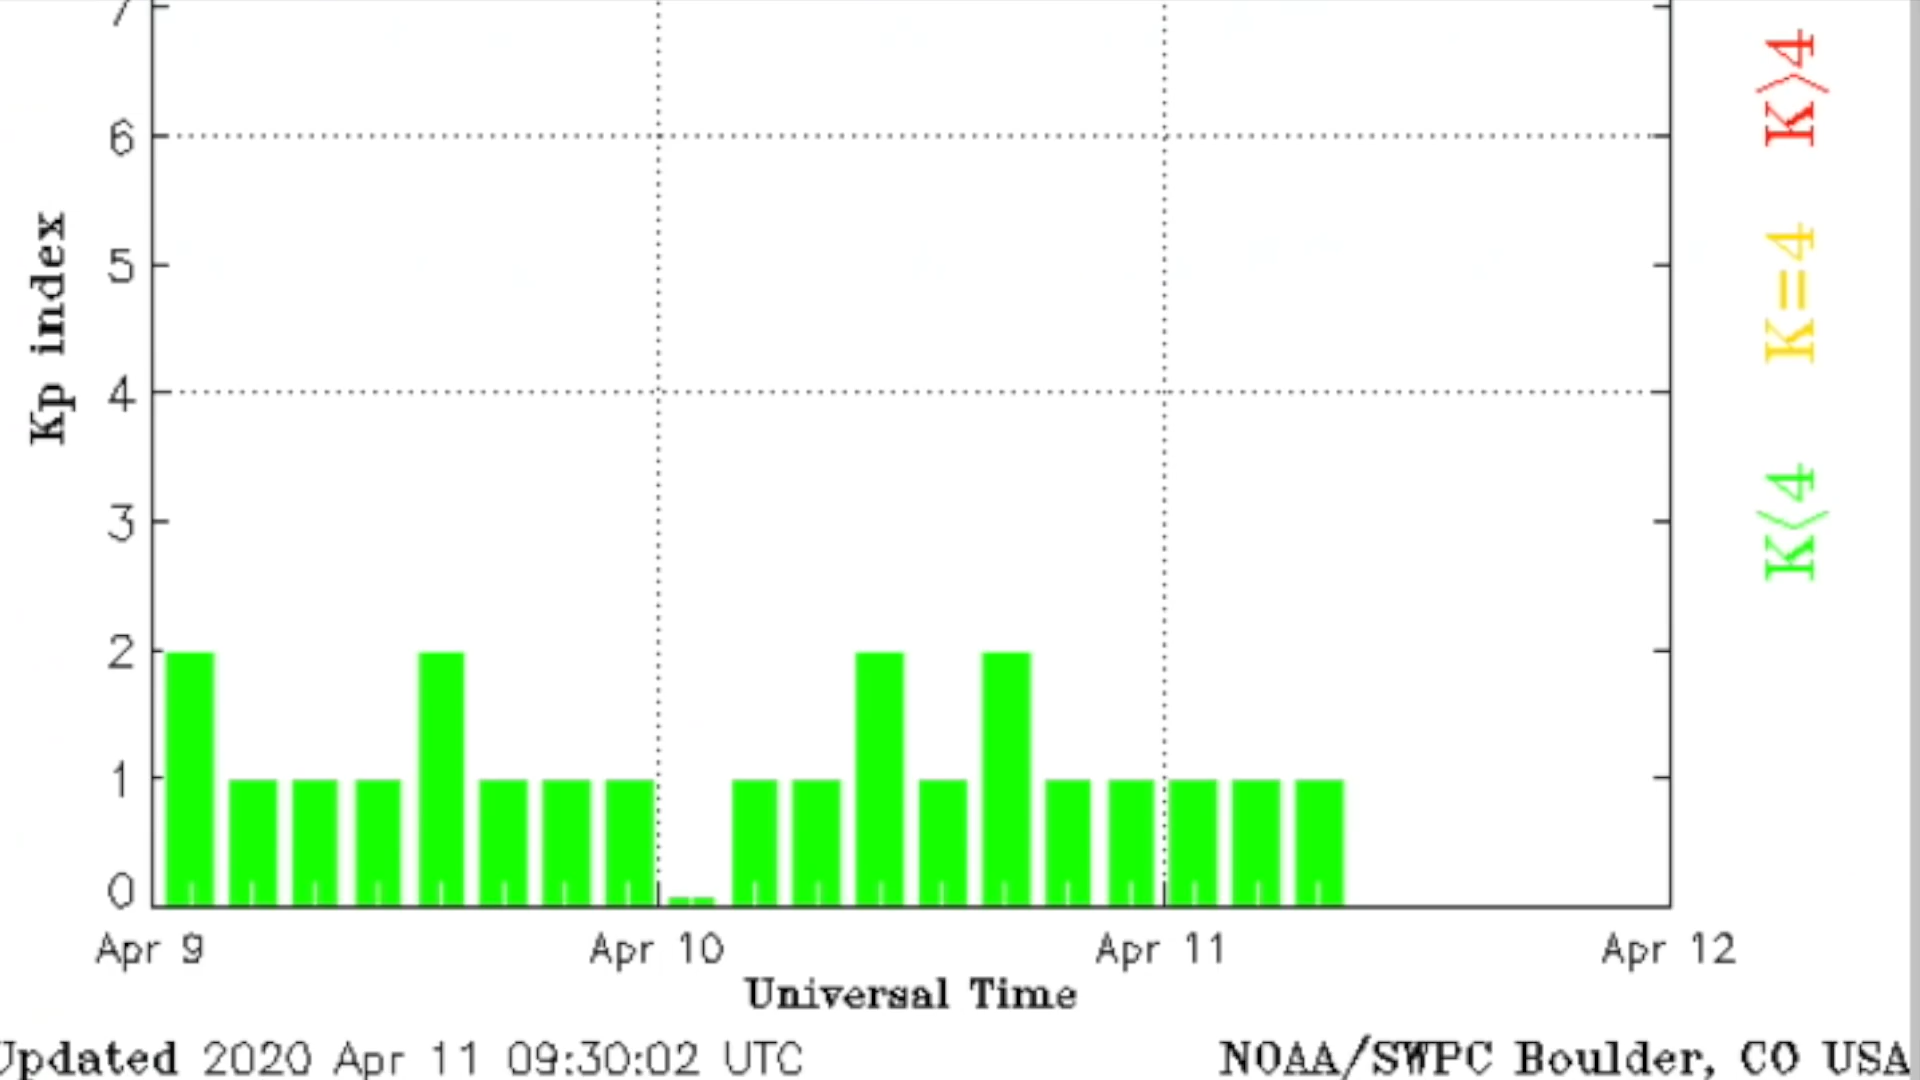 7
K>4
6
Kp index
5
K=4
4
3
K<4
2
1
0
Apr 9 Apr 10 Apr 11 Apr 12
Universal Time
Updated 2020 Apr 11 09:30:02 UTC NOAA/SWPC Boulder, CO USA